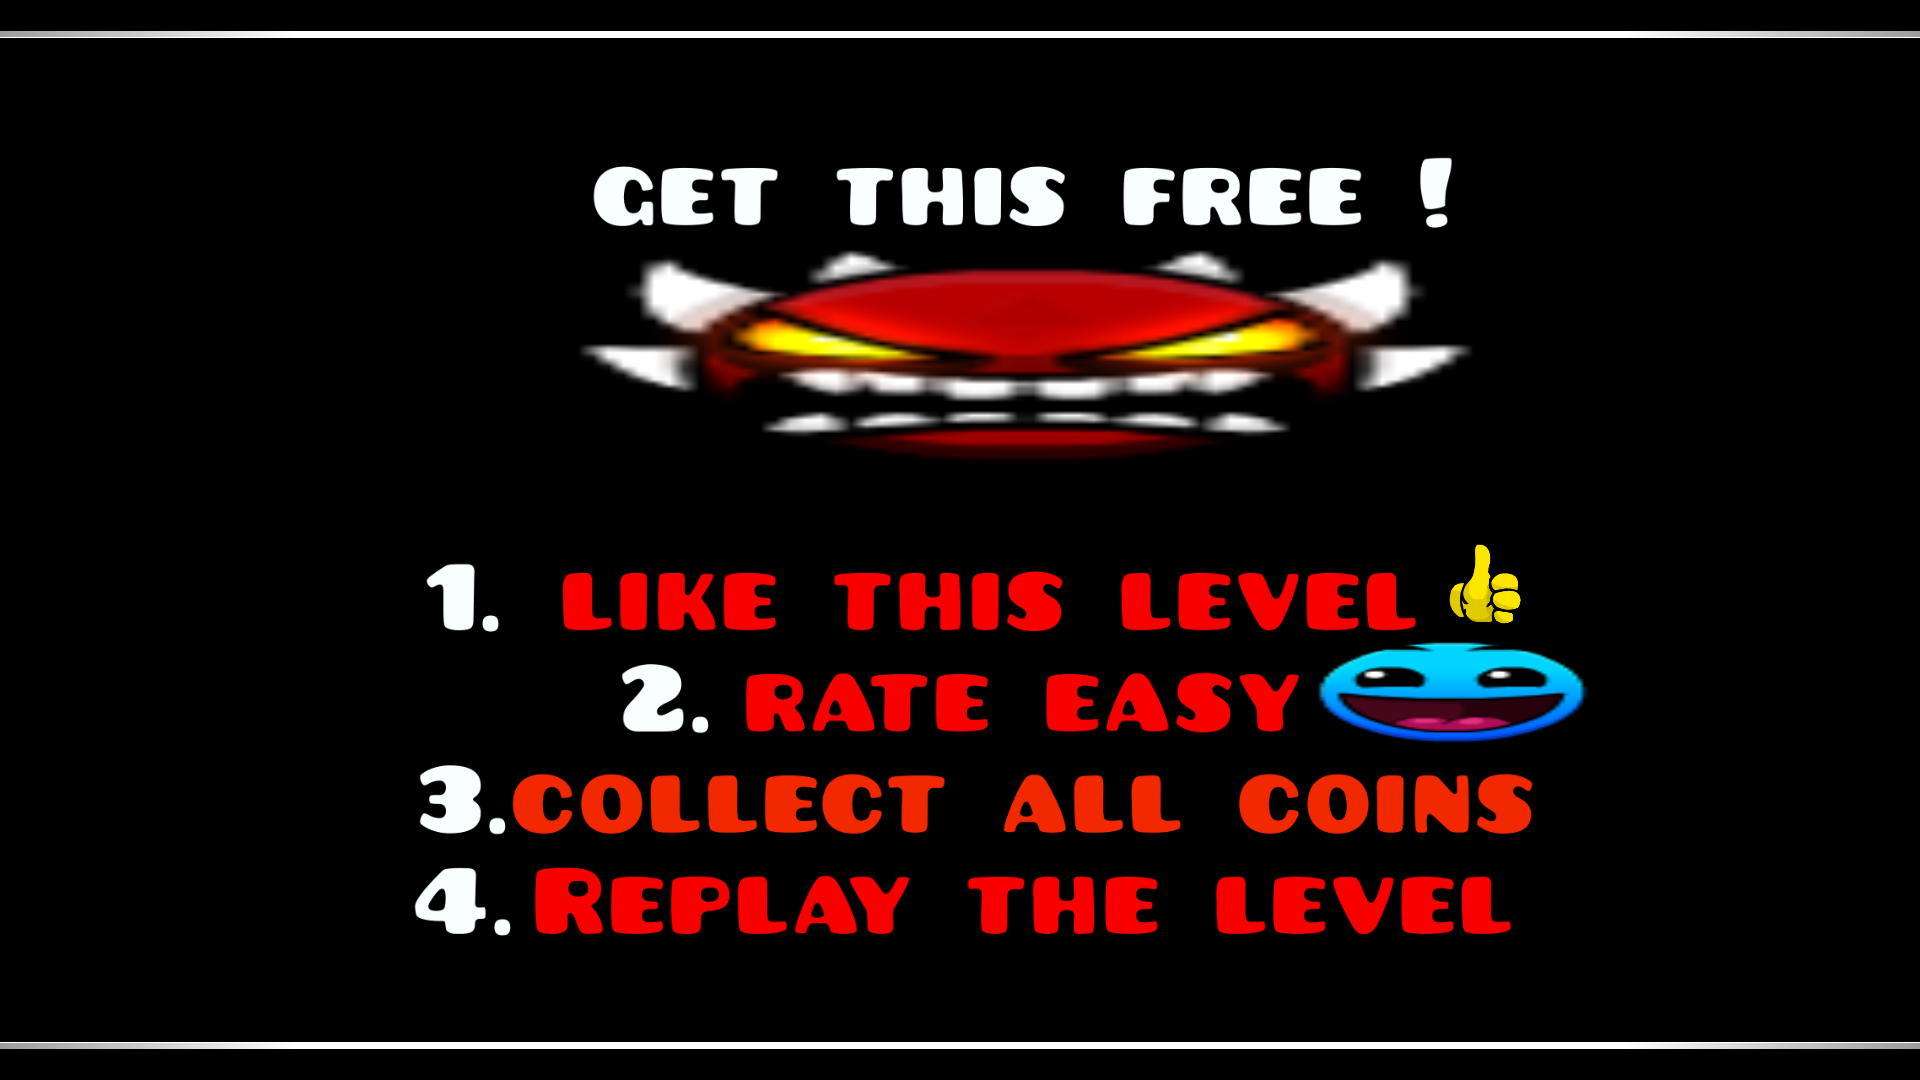 GET THIS FREE !
1. LIKE THIS LEVEL
2. RATE EASY
3.COLLECT ALL COINS
4. REPLAY THE LEVEL